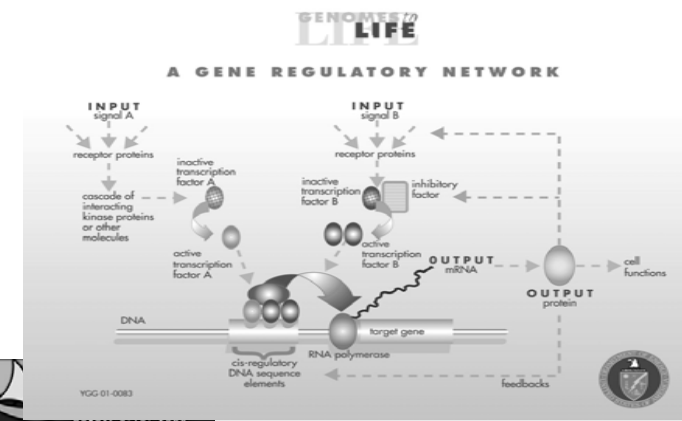 GENOMES to
LIFE
A GENE REGULATORY NETWORK
INPUT
signal A
receptor proteins
cascade of
interacting
kinase proteins
or other
molecules
inactive
transcription
factor A
active
transcription
factor A
INPUT
signal B
receptor proteins
inactive
transcription
factor B
inhibitory
factor
active
transcription
factor B
OUTPUT
mRNA
OUTPUT
protein
cell
functions
DNA
target gene
RNA polymerase
cis-regulatory
DNA sequence
elements
feedbacks
YGG 01-0083